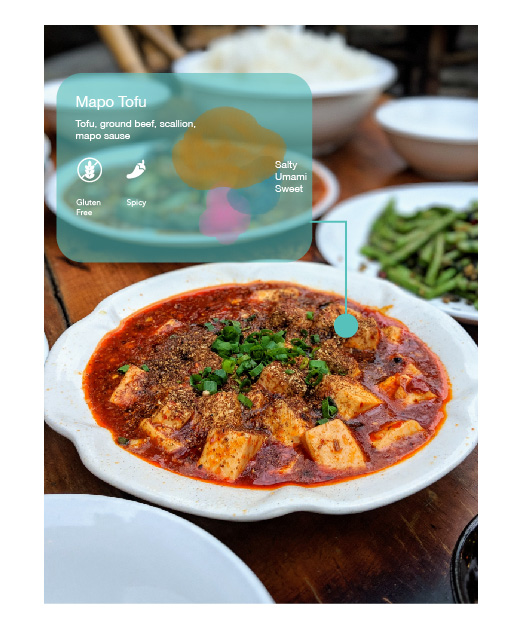 Mapo Tofu
Tofu, ground beef, scallion,
mapo sause
Salty
Umami
Sweet
Gluten
Free
Spicy